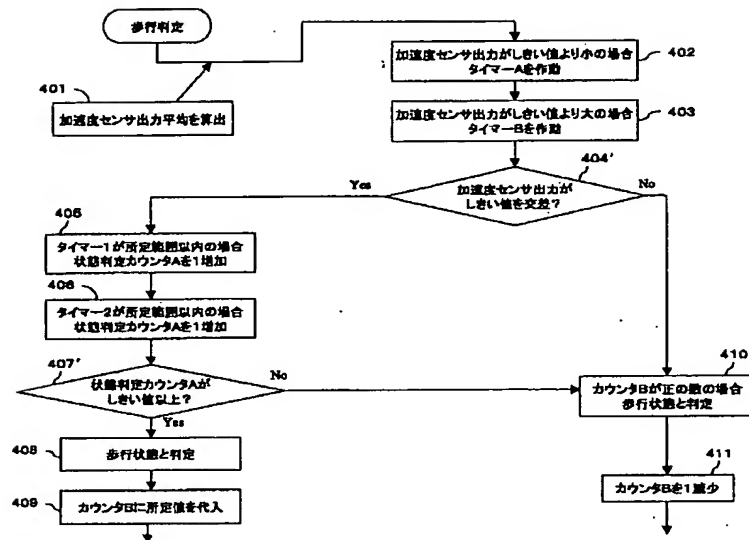 歩行判定
401
加速度センサ出力平均を算出
加速度センサ出力がしきい値より小の場合
タイマーAを作動
402
加速度センサ出力がしきい値より大の場合
タイマーBを作動
403
404'
加速度センサ出力が
しきい値を交差?
Yes
No
405
タイマー1が所定範囲以内の場合
状態判定カウンタAを1増加
406
タイマー2が所定範囲以内の場合
状態判定カウンタAを1増加
407'
状態判定カウンタAが
しきい値以上?
No
Yes
410
カウンタBが正の数の場合
歩行状態と判定
408
歩行状態と判定
411
カウンタBを1減少
409
カウンタBに所定値を代入